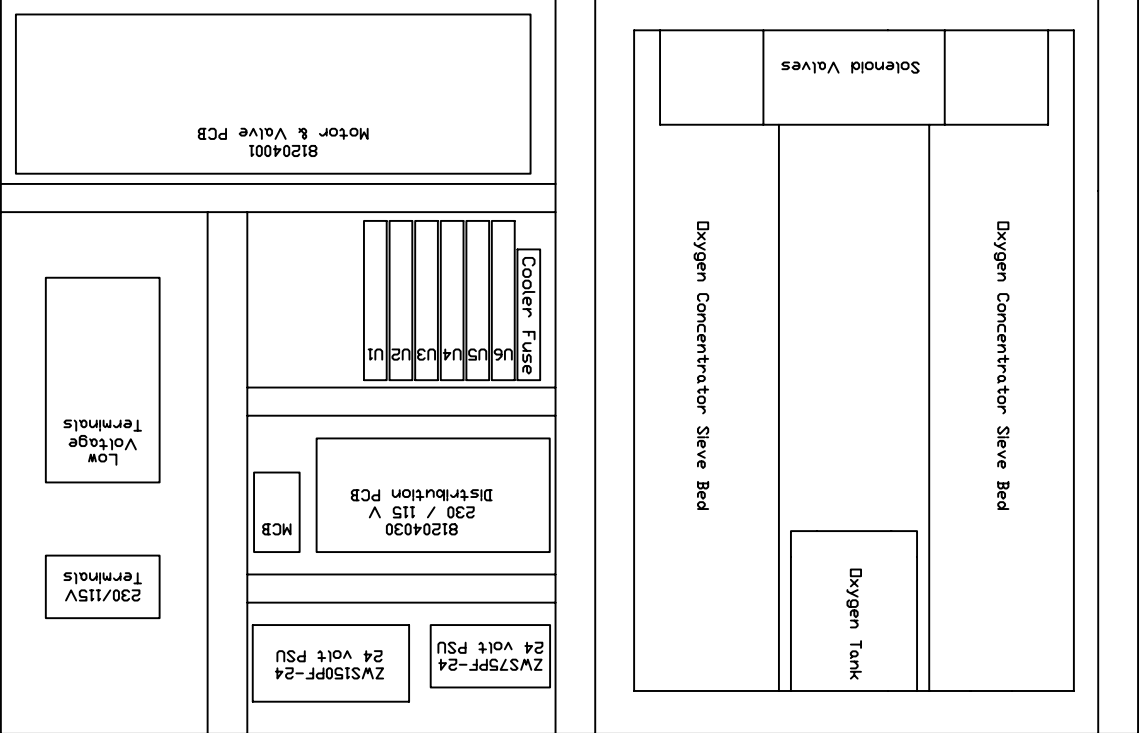 81204001
Motor & Valve PCB
Solenoid Valves
U1
U2
U3
U4
U5
U6
Cooler Fuse
Oxygen Concentrator Sieve Bed
Oxygen Concentrator Sieve Bed
Low
Voltage
Terminals
MCB
81204030
230 / 115 V
Distribution PCB
230/115V
Terminals
ZWS150PF-24
24 volt PSU
ZWS75PF-24
24 volt PSU
Oxygen Tank